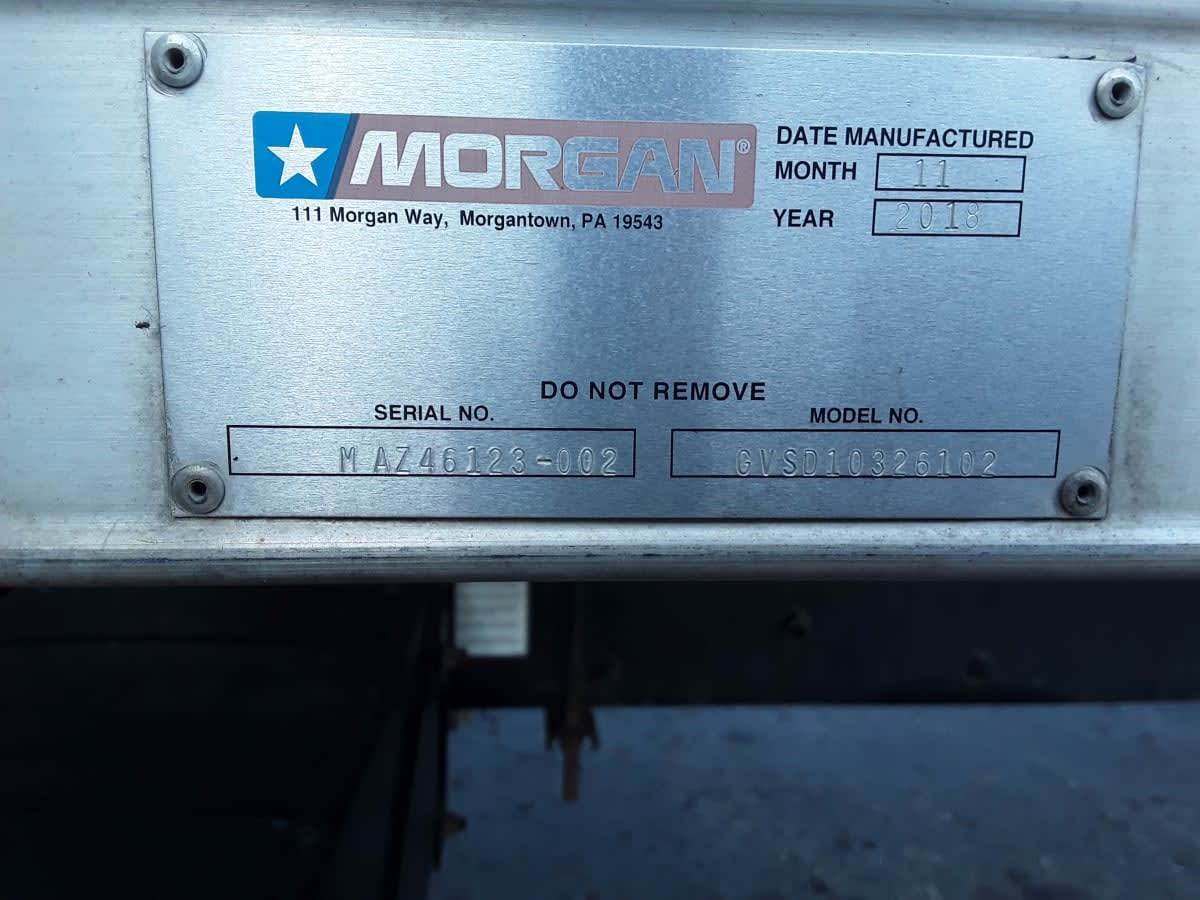 MORGAN®
111 Morgan Way, Morgantown, PA 19543
DATE MANUFACTURED
MONTH 11
YEAR 2018
DO NOT REMOVE
SERIAL NO.
M AZ46123-002
MODEL NO.
GVSD10326102